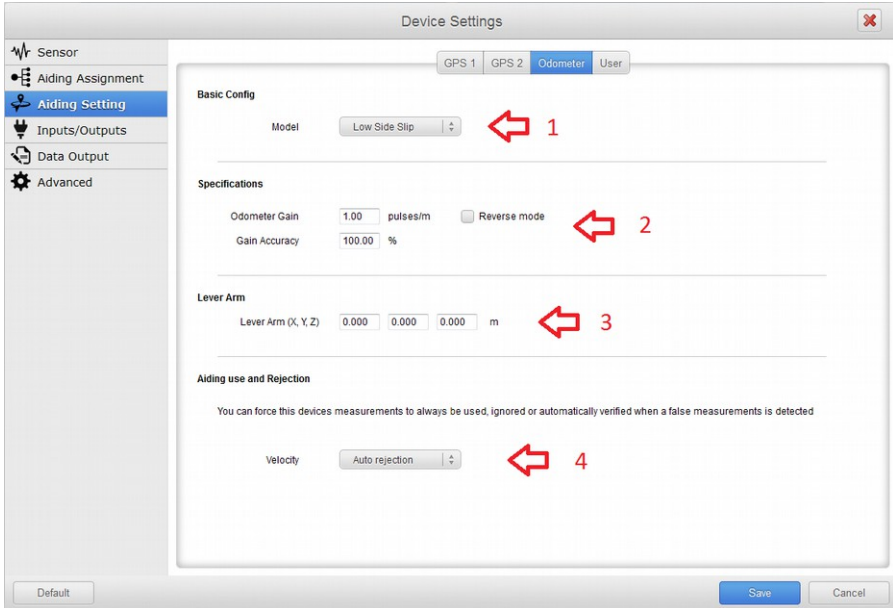 Device Settings
Sensor
Aiding Assignment
Aiding Setting
Inputs/Outputs
Data Output
Advanced
GPS 1 GPS 2 Odometer User
Basic Config
Model Low Side Slip 1
Specifications
Odometer Gain 1.00 pulses/m Reverse mode 2
Gain Accuracy 100.00 %
Lever Arm
Lever Arm (X, Y, Z) 0.000 0.000 0.000 m 3
Aiding use and Rejection
You can force this devices measurements to always be used, ignored or automatically verified when a false measurements is detected
Velocity Auto rejection 4
Default Save Cancel